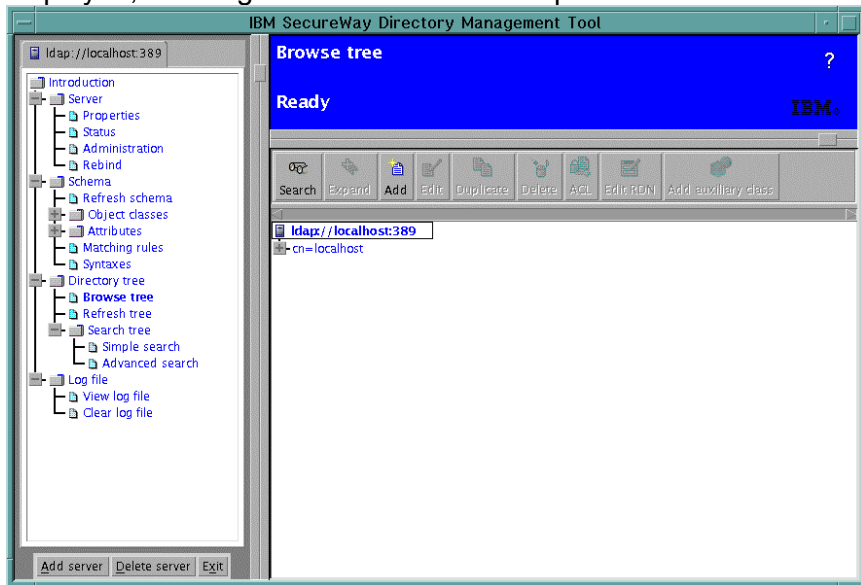 IBM SecureWay Directory Management Tool
ldap://localhost:389
Introduction
Server
Properties
Status
Administration
Rebind
Schema
Refresh schema
Object classes
Attributes
Matching rules
Syntaxes
Directory tree
Browse tree
Refresh tree
Search tree
Simple search
Advanced search
Log file
View log file
Clear log file
Add server Delete server Exit
Browse tree
?
Ready
IBM
Search Expand Add Edit Duplicate Delete ACL Edit RDN Add auxiliary class
ldap://localhost:389
cn=localhost